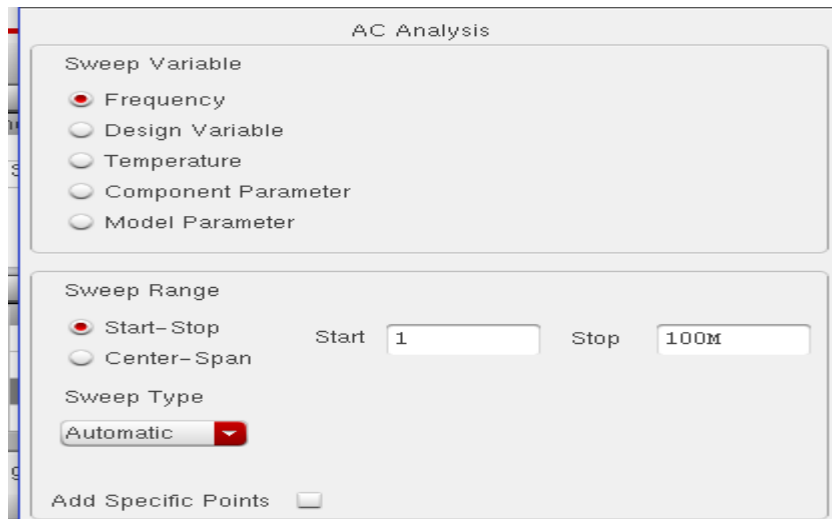 AC Analysis
Sweep Variable
Frequency
Design Variable
Temperature
Component Parameter
Model Parameter
Sweep Range
Start-Stop
Start 1 Stop 100M
Center-Span
Sweep Type
Automatic
Add Specific Points